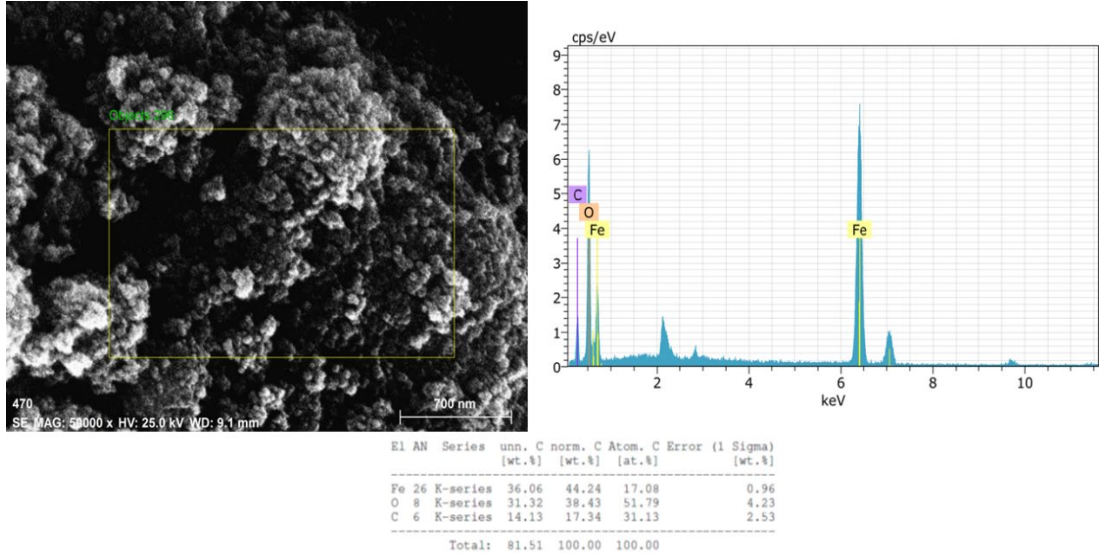 cps/eV
9
8
7
6
5
4
3
2
1
0
C
O
Fe
Fe
2 4 6 8 10
keV
470
SE MAG: 50000 x HV: 25.0 kV WD: 9.1 mm
700 nm
El AN Series unn. C norm. C Atom. C Error (1 Sigma)
[wt.%] [wt.%] [at.%] [wt.%]
Fe 26 K-series 36.06 44.24 17.08 0.96
O 8 K-series 31.32 38.43 51.79 4.23
C 6 K-series 14.13 17.34 31.13 2.53
Total: 81.51 100.00 100.00